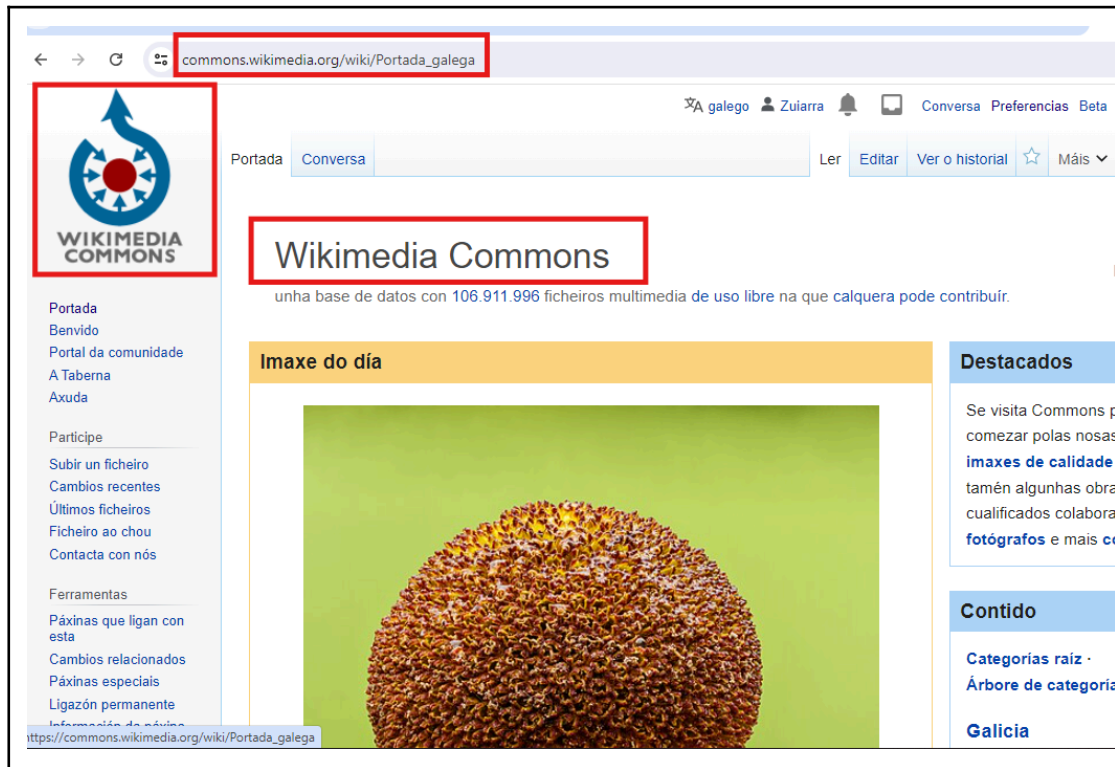 commons.wikimedia.org/wiki/Portada_galega
galego Zuiarra Conversa Preferencias Beta
WIKIMEDIA
COMMONS
Portada Conversa Ler Editar Ver o historial Máis
Wikimedia Commons
unha base de datos con 106.911.996 ficheiros multimedia de uso libre na que calquera pode contribuír.
Portada
Benvido
Portal da comunidade
A Taberna
Axuda
Participe
Subir un ficheiro
Cambios recentes
Últimos ficheiros
Ficheiro ao chou
Contacta con nós
Ferramentas
Páxinas que ligan con
esta
Cambios relacionados
Páxinas especiais
Ligazón permanente
Información da páxina
https://commons.wikimedia.org/wiki/Portada_galega
Imaxe do día
Destacados
Se visita Commons p
comezar polas nosas
imaxes de calidade
tamén algunhas obra
cualificados colabora
fotógrafos e mais co
Contido
Categorías raíz ·
Árbore de categoría
Galicia